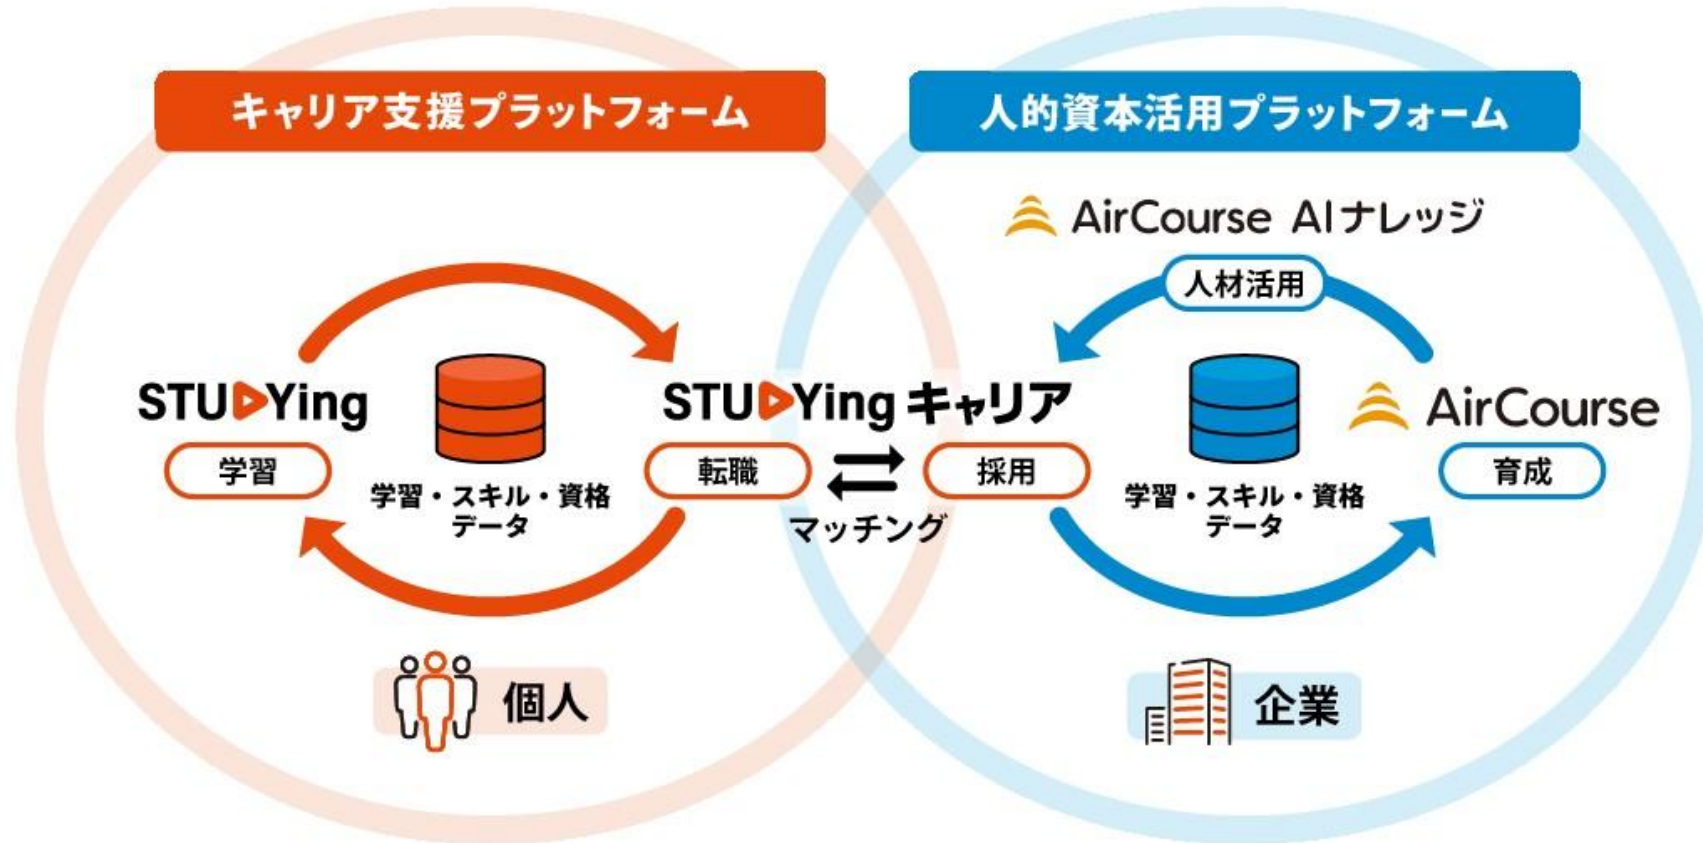 キャリア支援プラットフォーム
人的資本活用プラットフォーム
AirCourse AIナレッジ
人材活用
STUDYing
学習
学習・スキル・資格
データ
STUDYing キャリア
転職
マッチング
採用
学習・スキル・資格
データ
AirCourse
育成
個人
企業